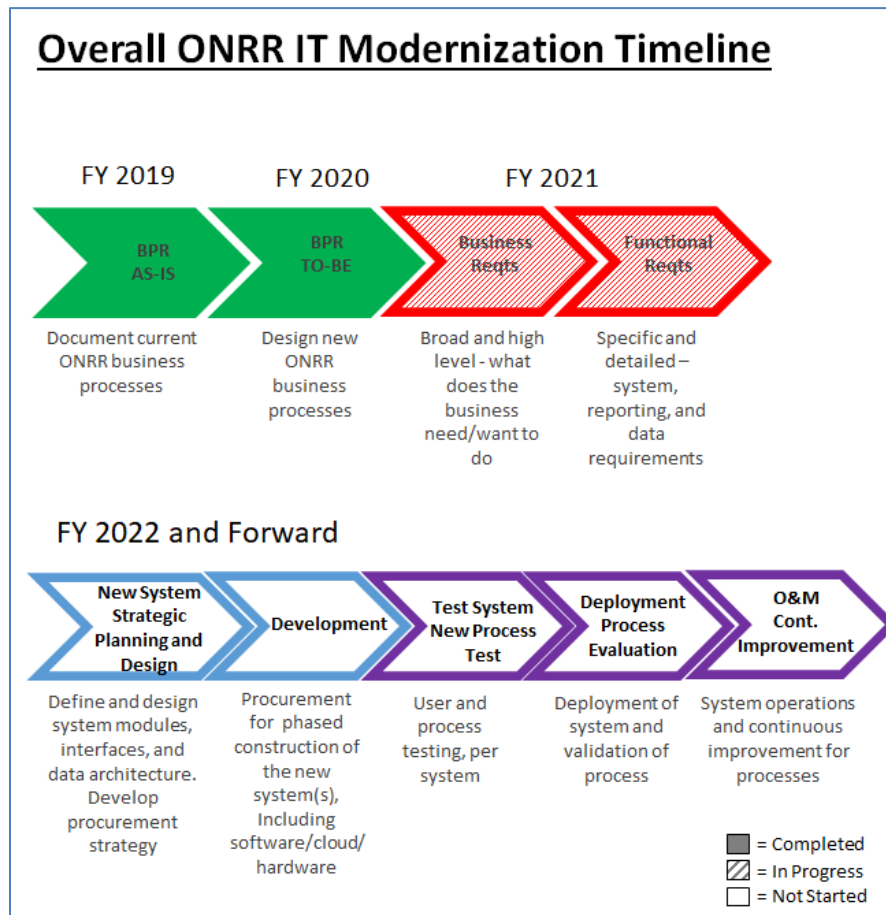 Overall ONRR IT Modernization Timeline
FY 2019
FY 2020
FY 2021
BPR
AS-IS
BPR
TO-BE
Business
Reqts
Functional
Reqts
Document current
ONRR business
processes
Design new
ONRR
business
processes
Broad and high
level - what
does the
business
need/want to
do
Specific and
detailed –
system,
reporting, and
data
requirements
FY 2022 and Forward
New System
Strategic
Planning and
Design
Development
Test System
New Process
Test
Deployment
Process
Evaluation
O&M
Cont.
Improvement
Define and design
system modules,
interfaces, and
data architecture.
Develop
procurement
strategy
Procurement
for phased
construction of
the new
system(s),
Including
software/cloud/
hardware
User and
process
testing, per
system
Deployment of
system and
validation of
process
System operations
and continuous
improvement for
processes
= Completed
= In Progress
= Not Started